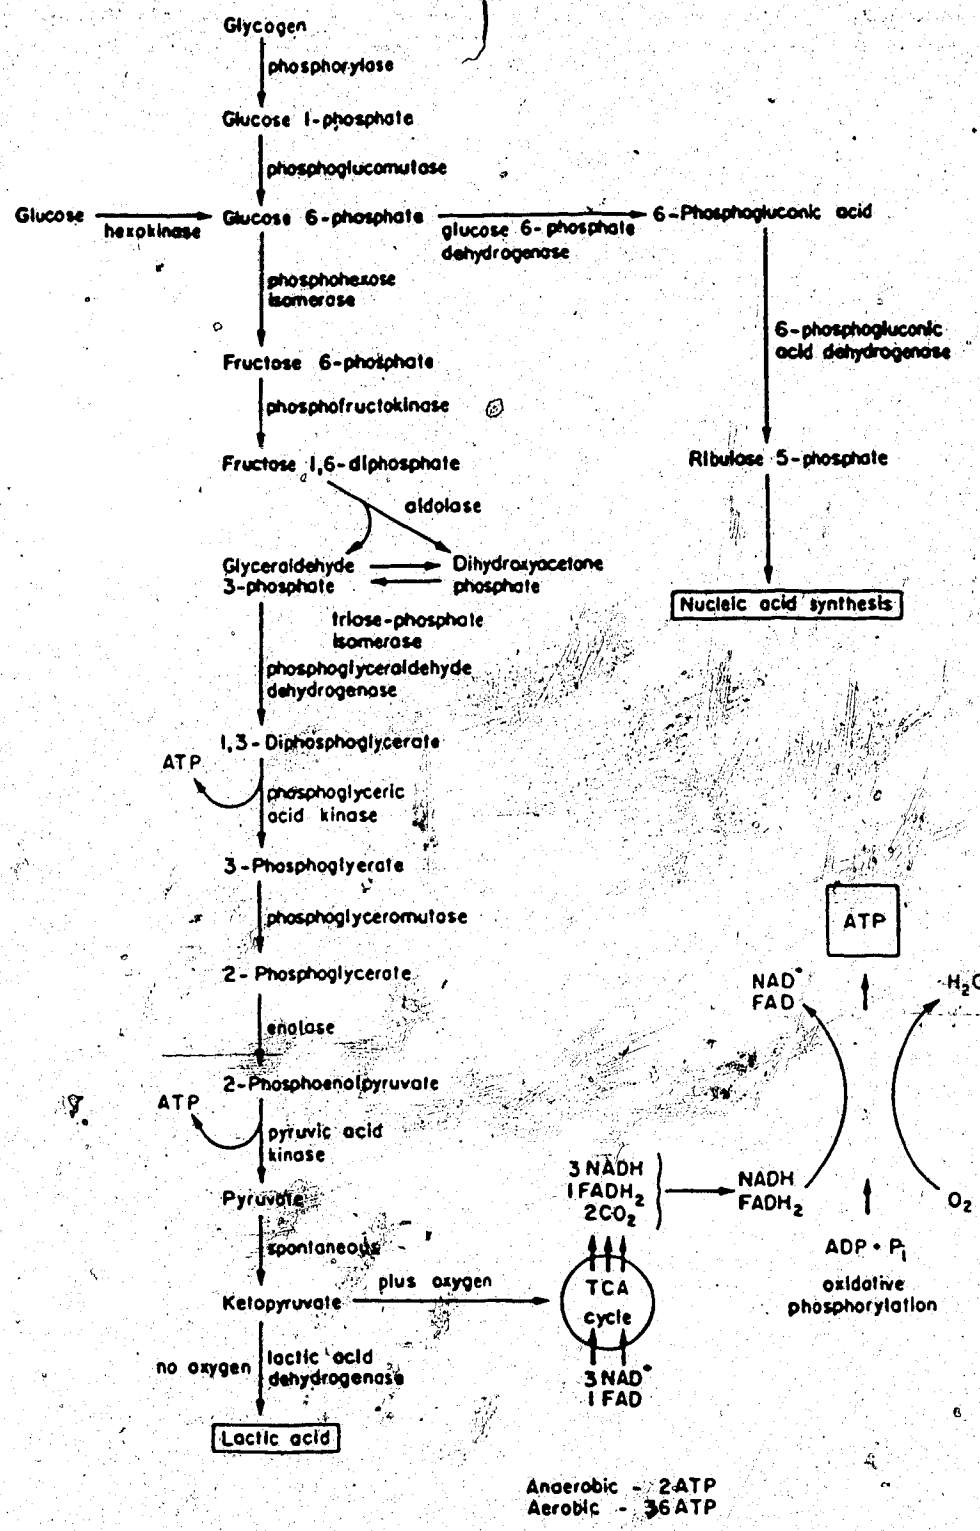 Glycogen
phosphorylase
Glucose 1-phosphate
phosphoglucomutase
Glucose
hexokinase
Glucose 6-phosphate
glucose 6-phosphate
dehydrogenase
6-Phosphogluconic acid
phosphohexose
isomerase
6-phosphogluconic
acid dehydrogenase
Fructose 6-phosphate
phosphofructokinase
Fructose 1,6-diphosphate
Ribulose 5-phosphate
aldolase
Glyceraldehyde
3-phosphate
Dihydroxyacetone
phosphate
Nucleic acid synthesis
triose-phosphate
isomerase
phosphoglyceraldehyde
dehydrogenase
1,3-Diphosphoglycerate
ATP
phosphoglyceric
acid kinase
3-Phosphoglyerate
phosphoglyceromutase
ATP
2-Phosphoglycerate
NAD+
FAD
H2O
enolase
2-Phosphoenolpyruvate
ATP
pyruvic acid
kinase
3 NADH
1 FADH2
2CO2
NADH
FADH2
O2
Pyruvate
ADP + Pi
spontaneous
oxidative
phosphorylation
Ketopyruvate
plus oxygen
TCA
cycle
no oxygen
lactic acid
dehydrogenase
3 NAD+
1 FAD
Lactic acid
Anaerobic - 2ATP
Aerobic - 36ATP